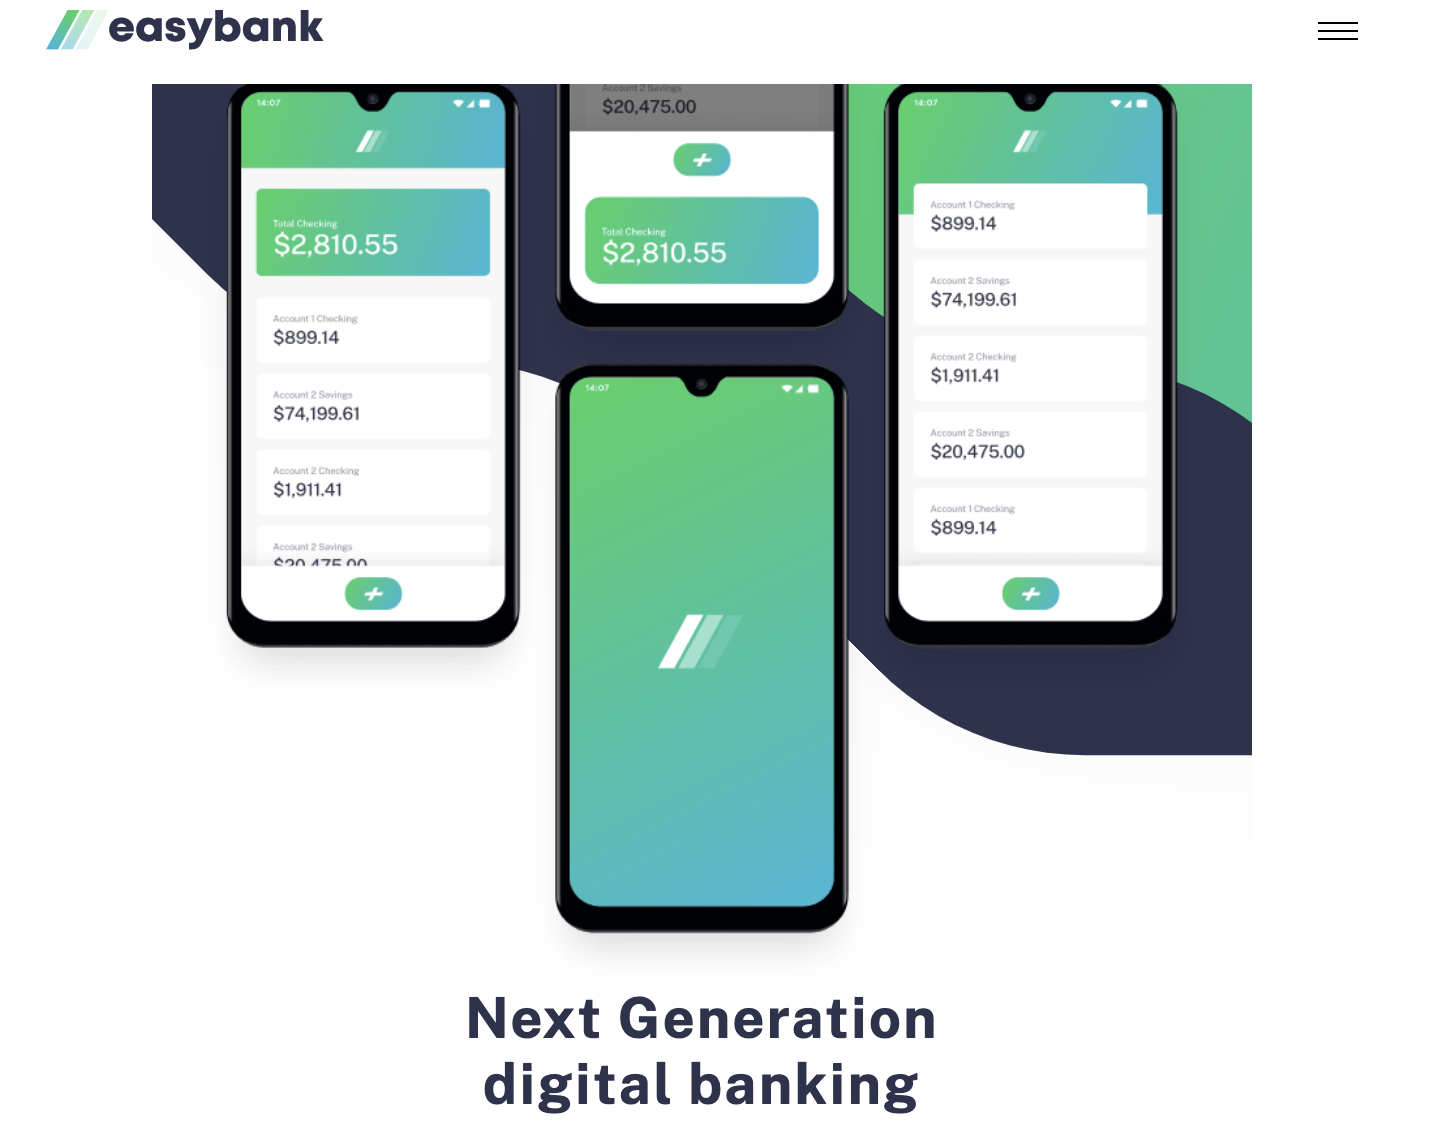 easybank
14:07
Total Checking
$2,810.55
Account 1 Checking
$899.14
Account 2 Savings
$74,199.61
Account 2 Checking
$1,911.41
Account 2 Savings
$20,475.00
Account 2 Savings
$20,475.00
Total Checking
$2,810.55
14:07
14:07
Account 1 Checking
$899.14
Account 2 Savings
$74,199.61
Account 2 Checking
$1,911.41
Account 2 Savings
$20,475.00
Account 1 Checking
$899.14
Next Generation
digital banking